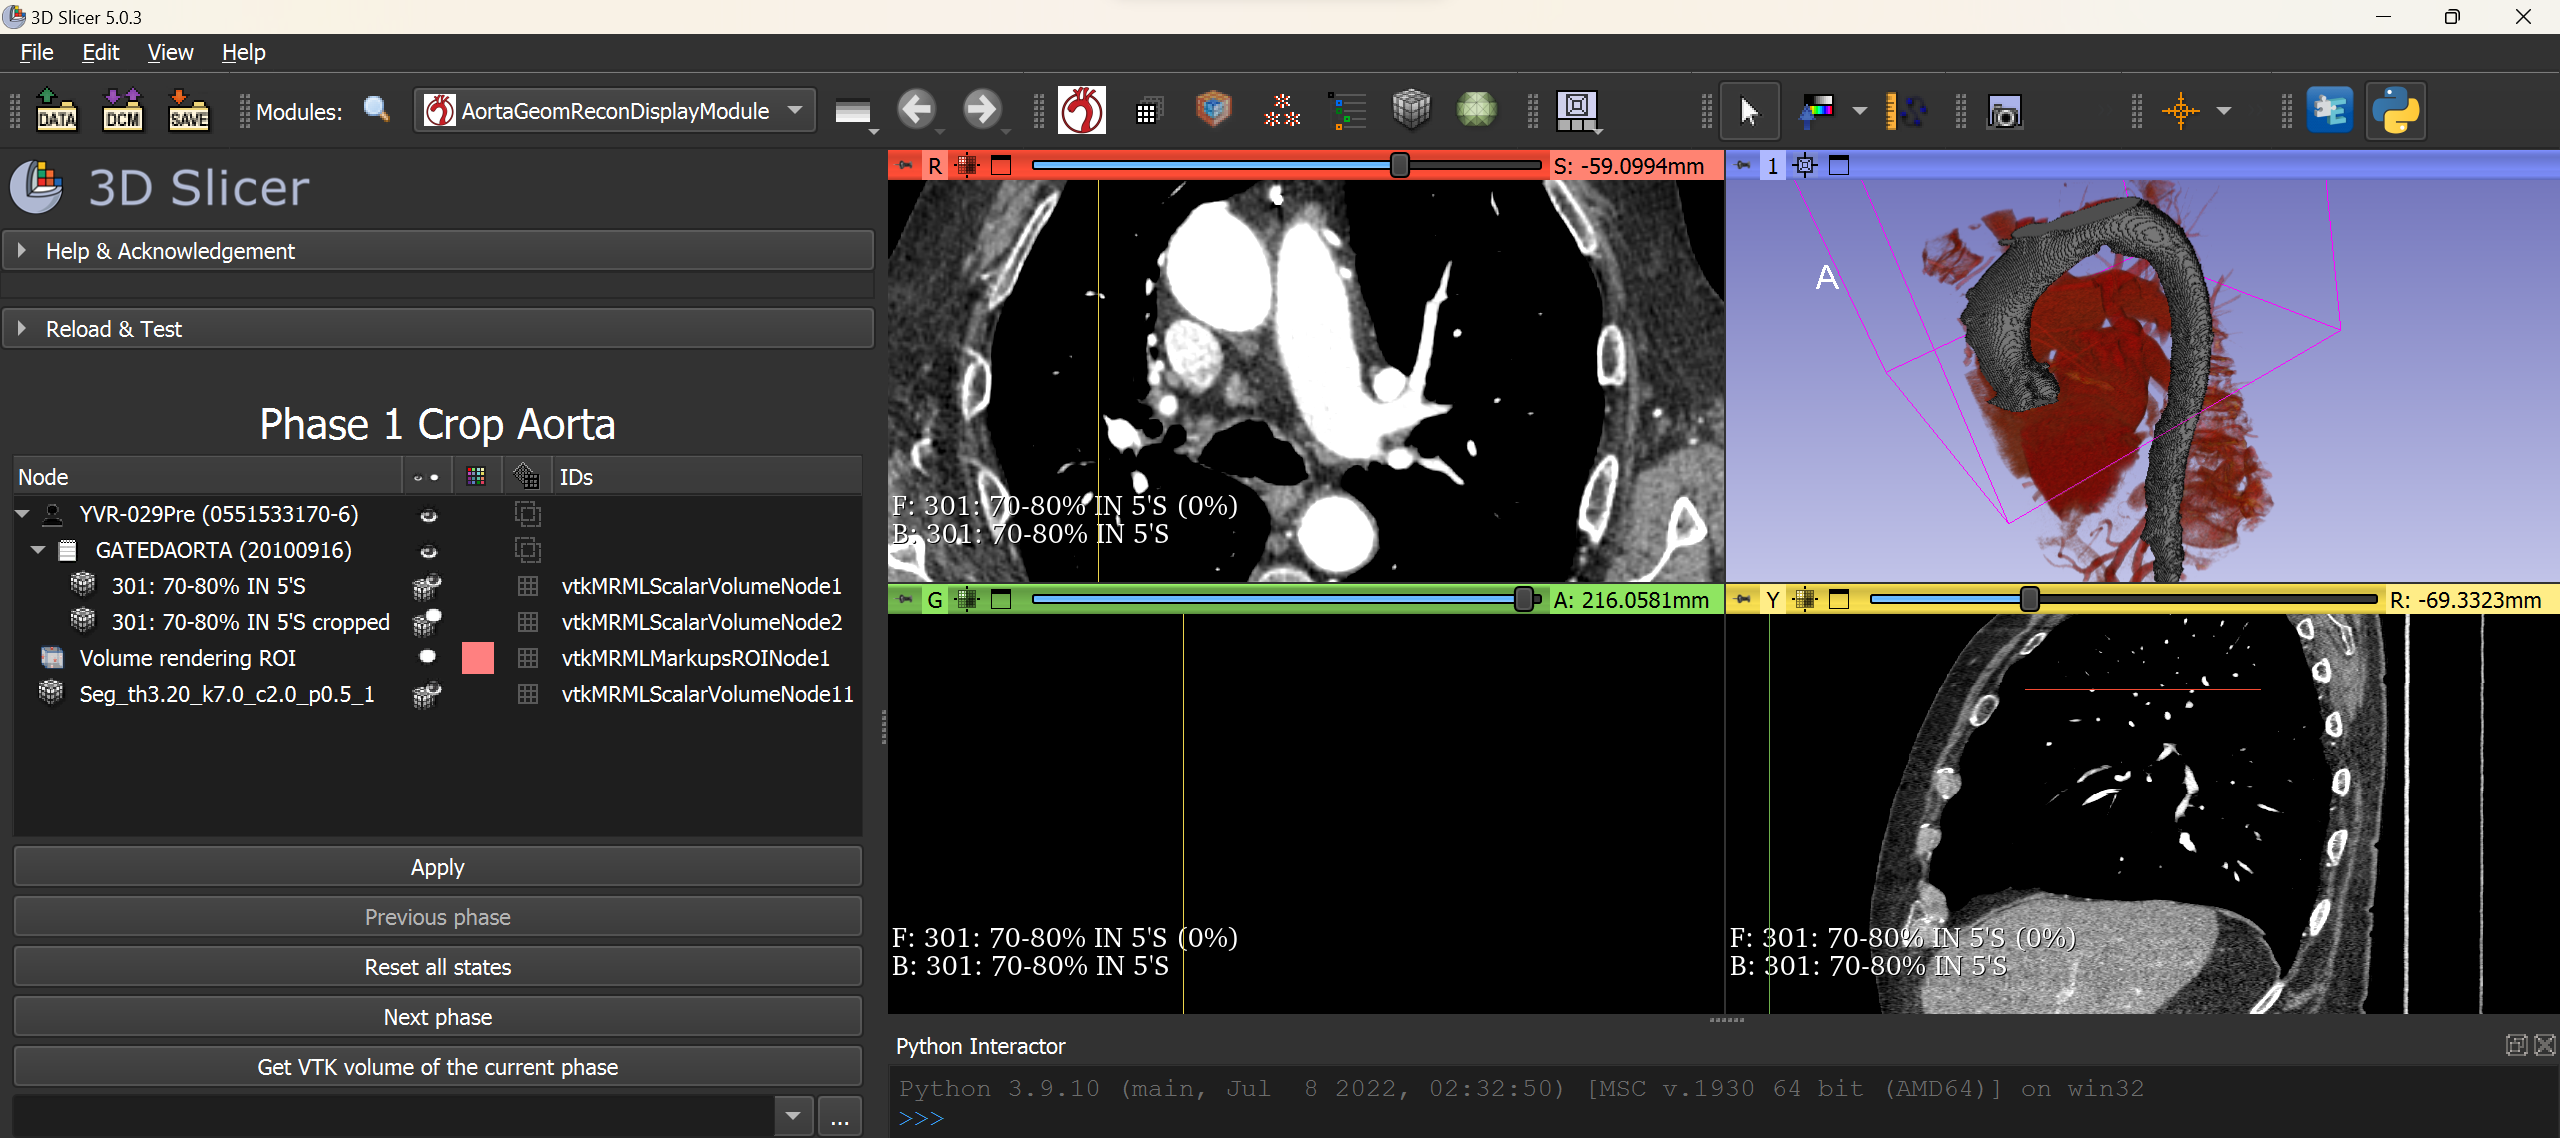 3D Slicer 5.0.3
File Edit View Help
DATA DCM SAVE Modules: AortaGeomReconDisplayModule
3D Slicer
Help & Acknowledgement
Reload & Test
Phase 1 Crop Aorta
Node IDs
YVR-029Pre (0551533170-6)
GATEDAORTA (20100916)
301: 70-80% IN 5'S vtkMRMLScalarVolumeNode1
301: 70-80% IN 5'S cropped vtkMRMLScalarVolumeNode2
Volume rendering ROI vtkMRMLMarkupsROINode1
Seg_th3.20_k7.0_c2.0_p0.5_1 vtkMRMLScalarVolumeNode11
Apply
Previous phase
Reset all states
Next phase
Get VTK volume of the current phase
...
R S: -59.0994mm
F: 301: 70-80% IN 5'S (0%)
B: 301: 70-80% IN 5'S
1
A
G A: 216.0581mm
F: 301: 70-80% IN 5'S (0%)
B: 301: 70-80% IN 5'S
Y R: -69.3323mm
F: 301: 70-80% IN 5'S (0%)
B: 301: 70-80% IN 5'S
Python Interactor
Python 3.9.10 (main, Jul  8 2022, 02:32:50) [MSC v.1930 64 bit (AMD64)] on win32
>>>